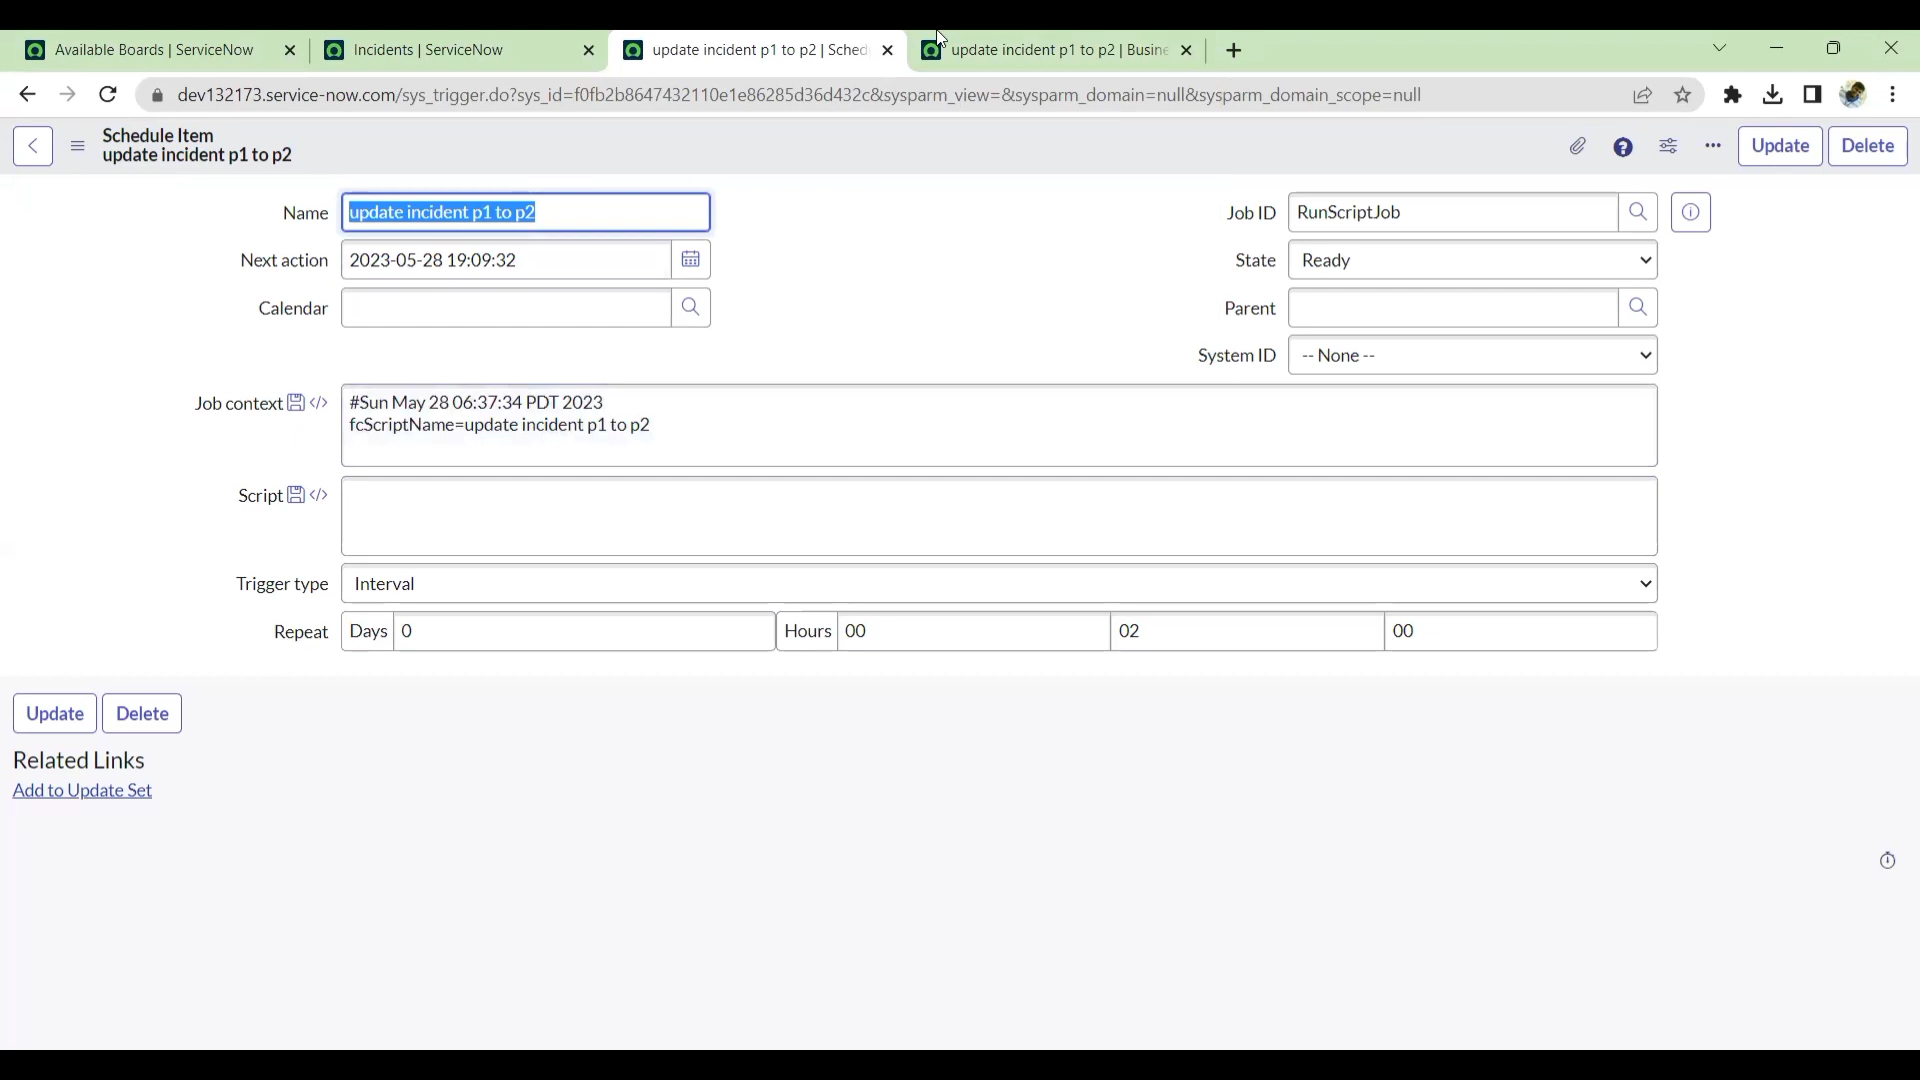 Available Boards | ServiceNow
Incidents | ServiceNow
update incident p1 to p2 | Sched
update incident p1 to p2 | Busine
dev132173.service-now.com/sys_trigger.do?sys_id=f0fb2b8647432110e1e86285d36d432c&sysparm_view=&sysparm_domain=null&sysparm_domain_scope=null
Schedule Item
update incident p1 to p2
Update
Delete
Name
update incident p1 to p2
Job ID
RunScriptJob
Next action
2023-05-28 19:09:32
State
Ready
Calendar
Parent
System ID
-- None --
Job context
#Sun May 28 06:37:34 PDT 2023
fcScriptName=update incident p1 to p2
Script
Trigger type
Interval
Repeat
Days 0
Hours 00
02
00
Update
Delete
Related Links
Add to Update Set